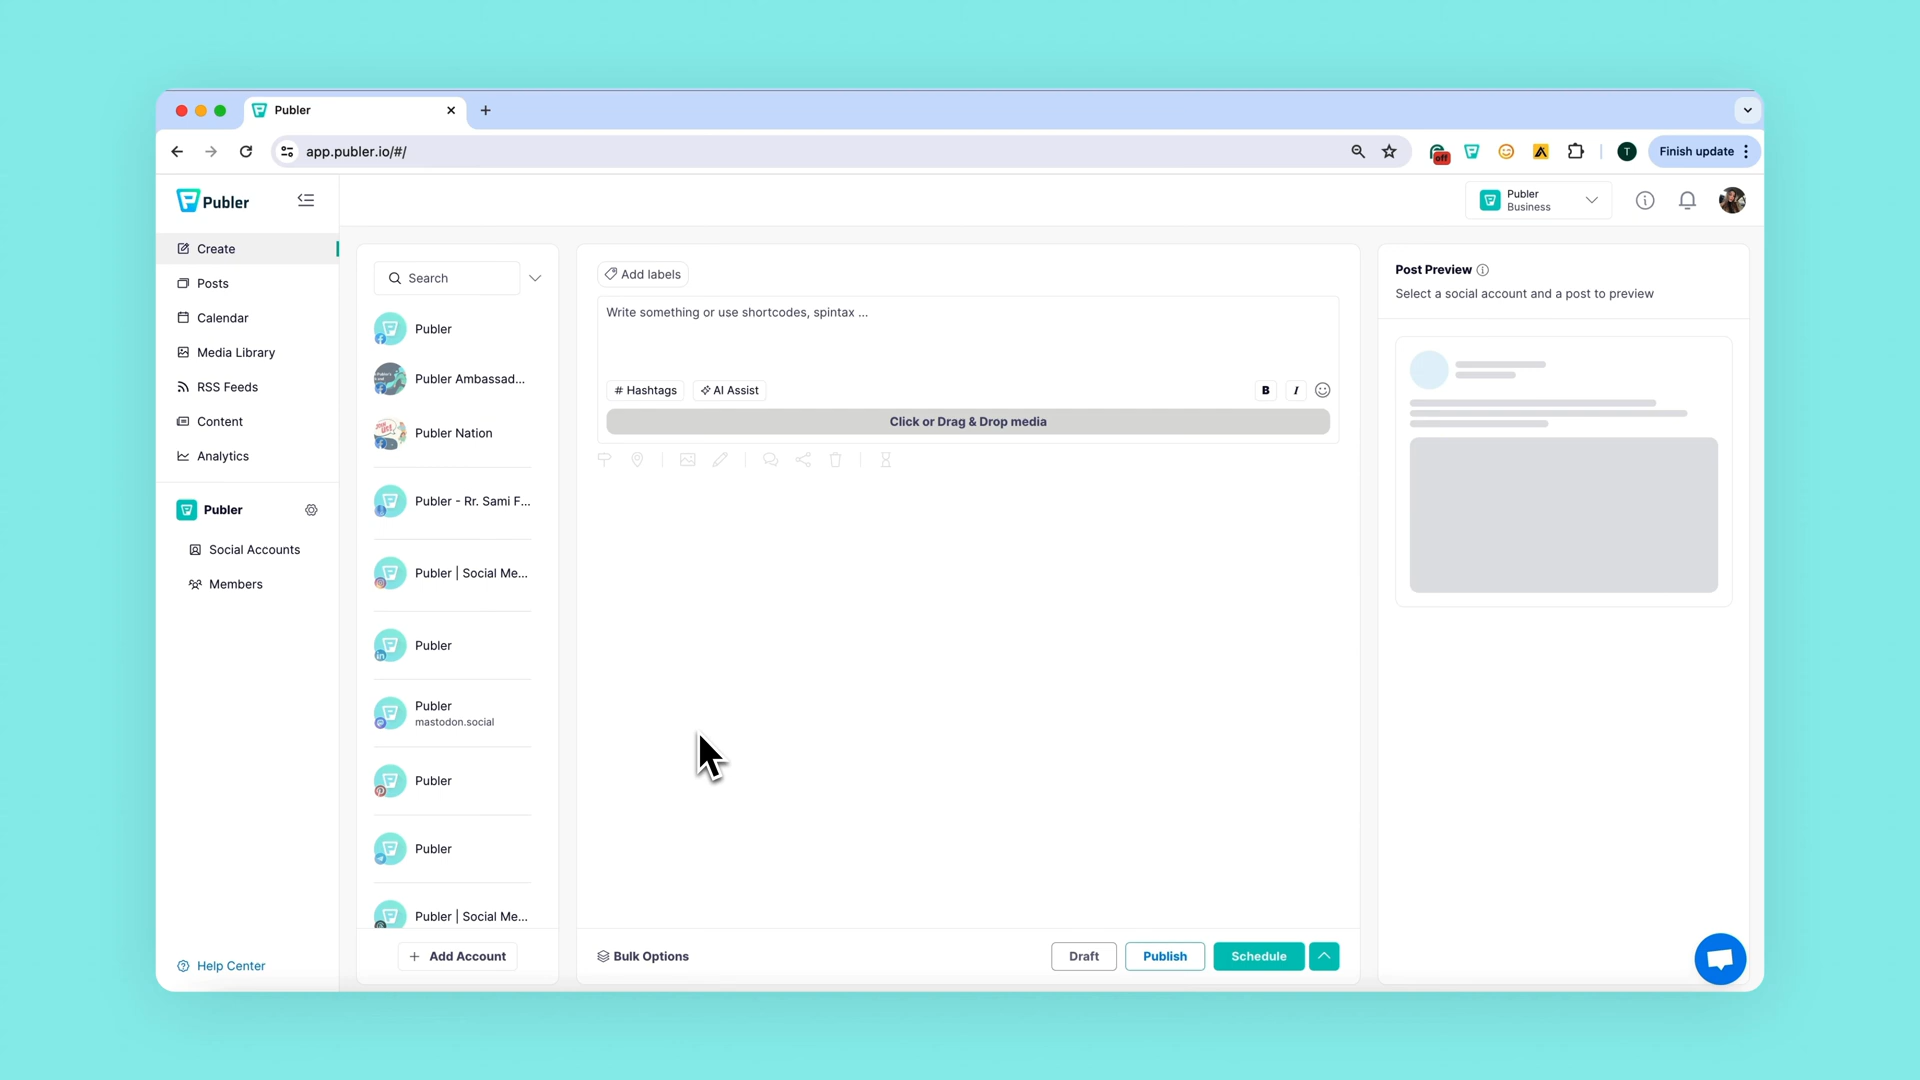 Publer
app.publer.io/#/
off
T
Finish update
Publer
Publer
Business
Create
Posts
Calendar
Media Library
RSS Feeds
Content
Analytics
Publer
Social Accounts
Members
Help Center
Search
Publer
Publer Ambassad...
Publer Nation
Publer - Rr. Sami F...
Publer | Social Me...
Publer
Publer
mastodon.social
Publer
Publer
Publer | Social Me...
+ Add Account
Add labels
Write something or use shortcodes, spintax ...
# Hashtags
AI Assist
B
I
Click or Drag & Drop media
Bulk Options
Draft
Publish
Schedule
Post Preview
Select a social account and a post to preview